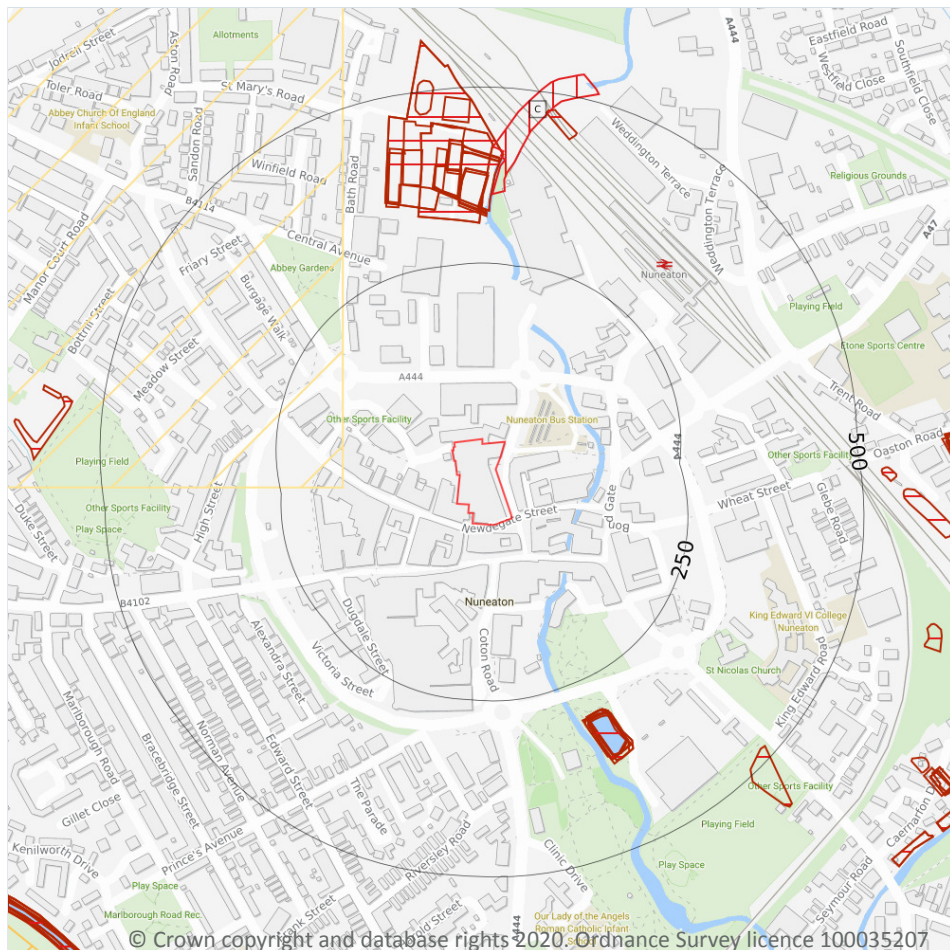 Jodrell Street
Aston Road
Allotments
A444
Eastfield Road
Westfield Close
Southfield Close
Toler Road
St Mary's Road
C
Abbey Church Of England
Infant School
Sandon Road
Winfield Road
Bath Road
Weddington Terrace
Weddington Terrace
Religious Grounds
B4114
Manor Court Road
Friary Street
Central Avenue
A47
Abbey Gardens
Nuneaton
Burgage Walk
Bottrill Street
Playing Field
Etone Sports Centre
Meadow Street
A444
Trent Road
Other Sports Facility
Nuneaton Bus Station
A444
500
Oaston Road
Playing Field
Other Sports Facility
Duke Street
Other Sports Facility
Play Space
High Street
Wheat Street
Glebe Road
Newdegate Street
250
B4102
Nuneaton
King Edward VI College
Nuneaton
Dugdale Street
Coton Road
Alexandra Street
Victoria Street
St Nicolas Church
King Edward Road
Marlborough Road
Norman Avenue
Bracebridge Street
Edward Street
Other Sports Facility
Gillet Close
The Parade
Playing Field
Prince's Avenue
Riversley Road
Kenilworth Drive
Clinic Drive
Play Space
Play Space
Seymour Road
Marlborough Road Rec.
A444
Our Lady of the Angels
Roman Catholic Infant
© Crown copyright and database rights 2020. Ordnance Survey licence 100035207